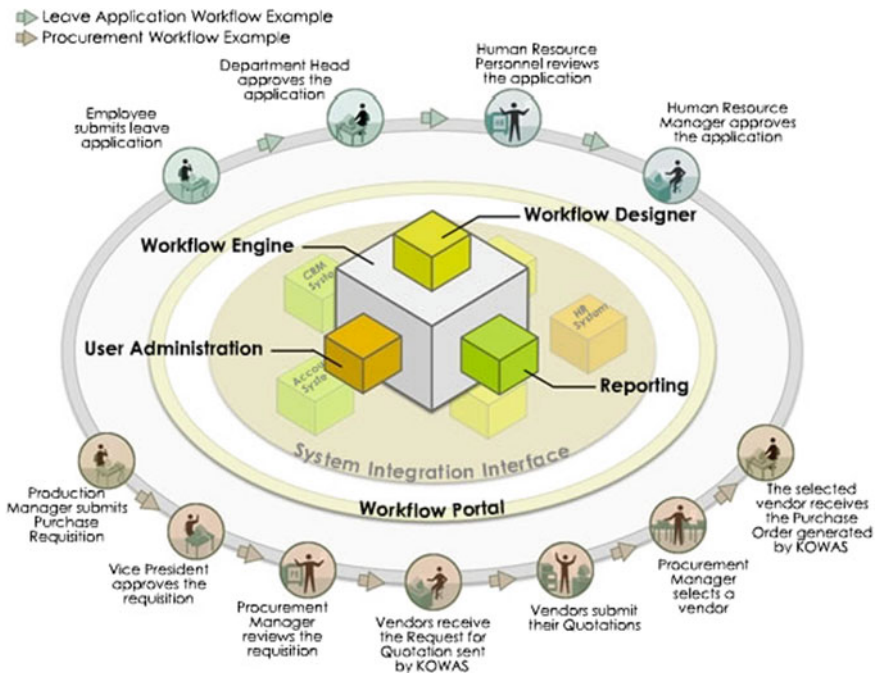 Leave Application Workflow Example
Procurement Workflow Example
Employee
submits leave
application
Department Head
approves the
application
Human Resource
Personnel reviews
the application
Human Resource
Manager approves
the application
Workflow Designer
Workflow Engine
User Administration
Reporting
CRM
HR
System
System Integration Interface
Workflow Portal
Production
Manager submits
Purchase
Requisition
Vice President
approves the
requisition
Procurement
Manager
reviews the
requisition
Vendors receive
the Request for
Quotation sent
by KOWAS
Vendors submit
their Quotations
Procurement
Manager
selects a
vendor
The selected
vendor receives
the Purchase
Order generated
by KOWAS